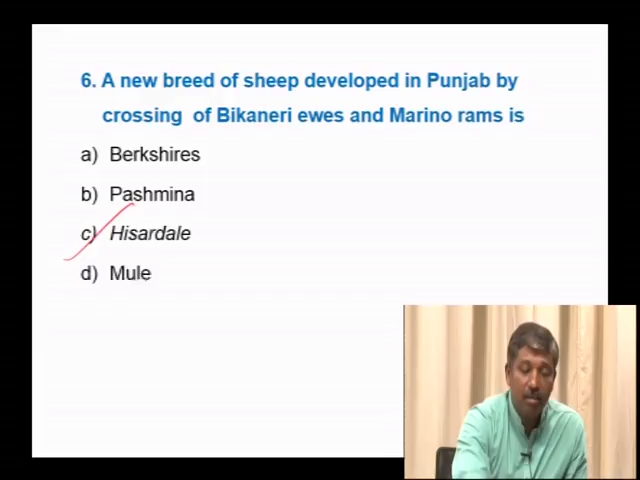 6. A new breed of sheep developed in Punjab by
crossing of Bikaneri ewes and Marino rams is
a) Berkshires
b) Pashmina
c) Hisardale
d) Mule